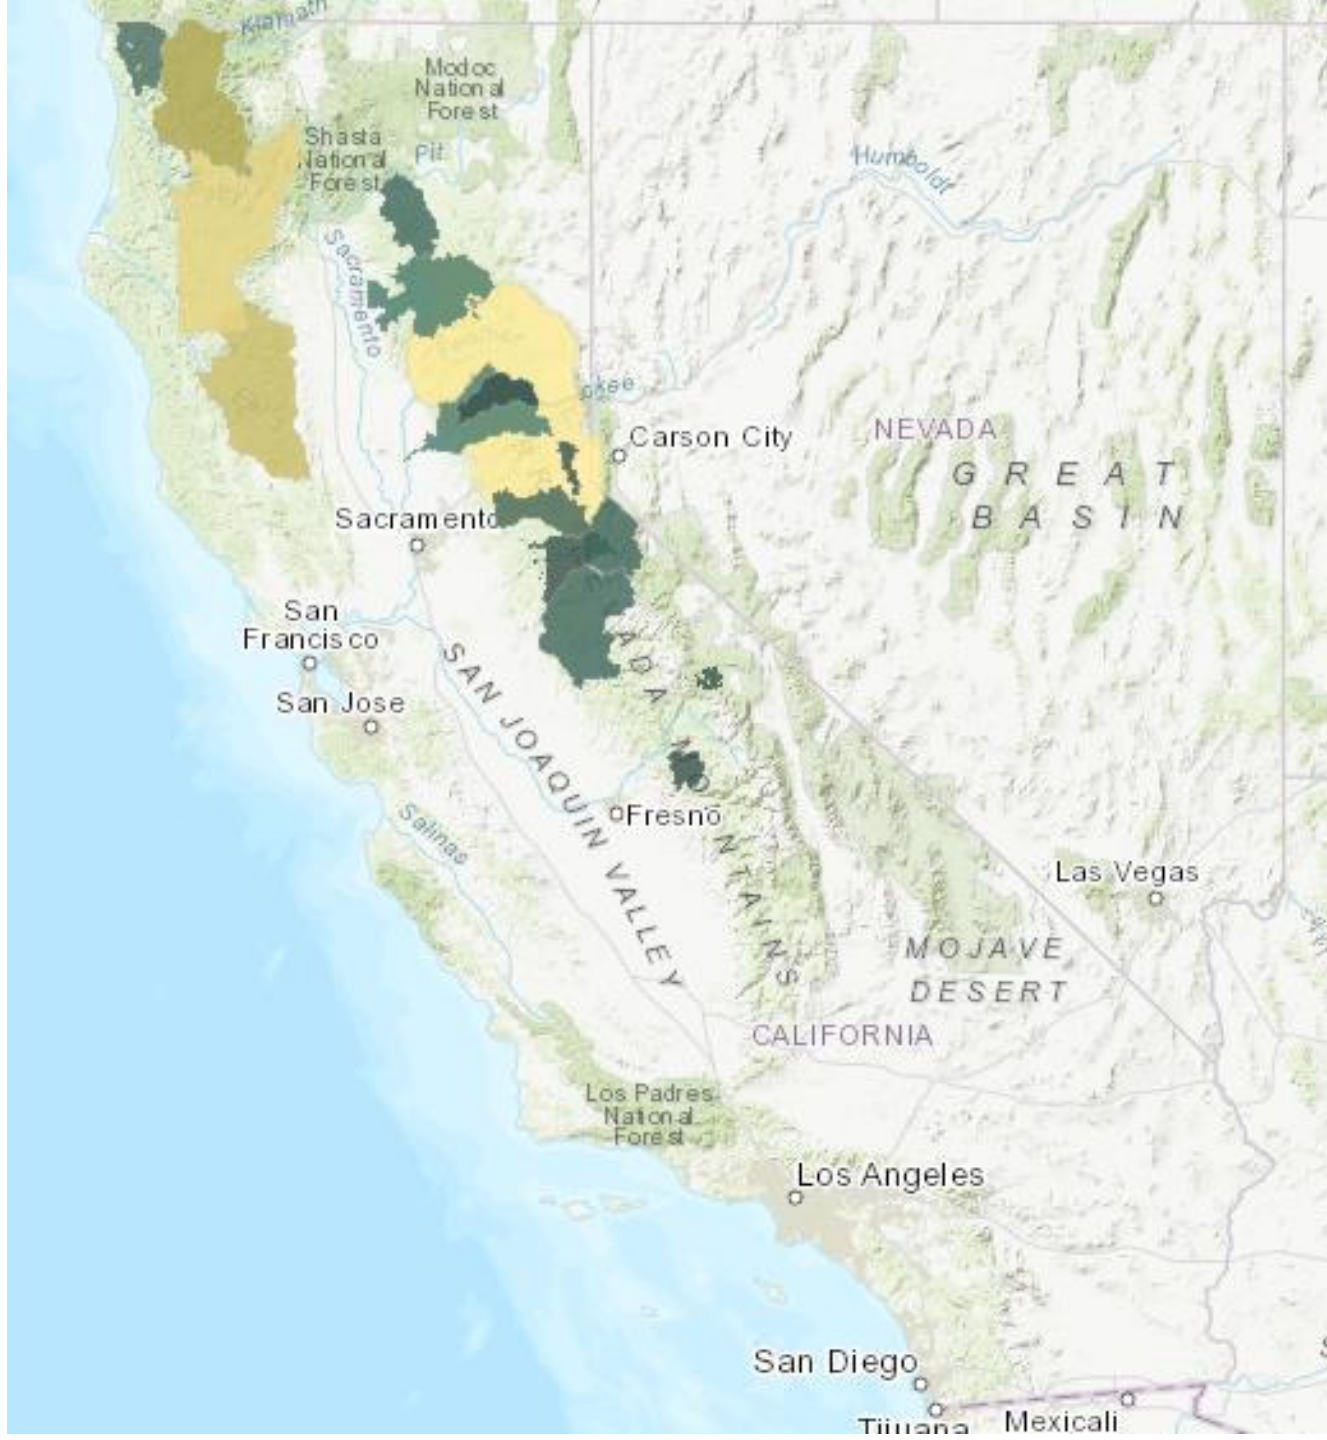 Klamath
Modoc
National
Forest
Shasta
National
Forest
Pit
Humboldt
Sacramento
Carson City
NEVADA
GREAT
BASIN
Sacramento
San
Francisco
San Jose
SAN JOAQUIN VALLEY
Salinas
Fresno
Las Vegas
MOJAVE
DESERT
CALIFORNIA
Los Padres
National
Forest
Los Angeles
San Diego
Tijuana
Mexicali